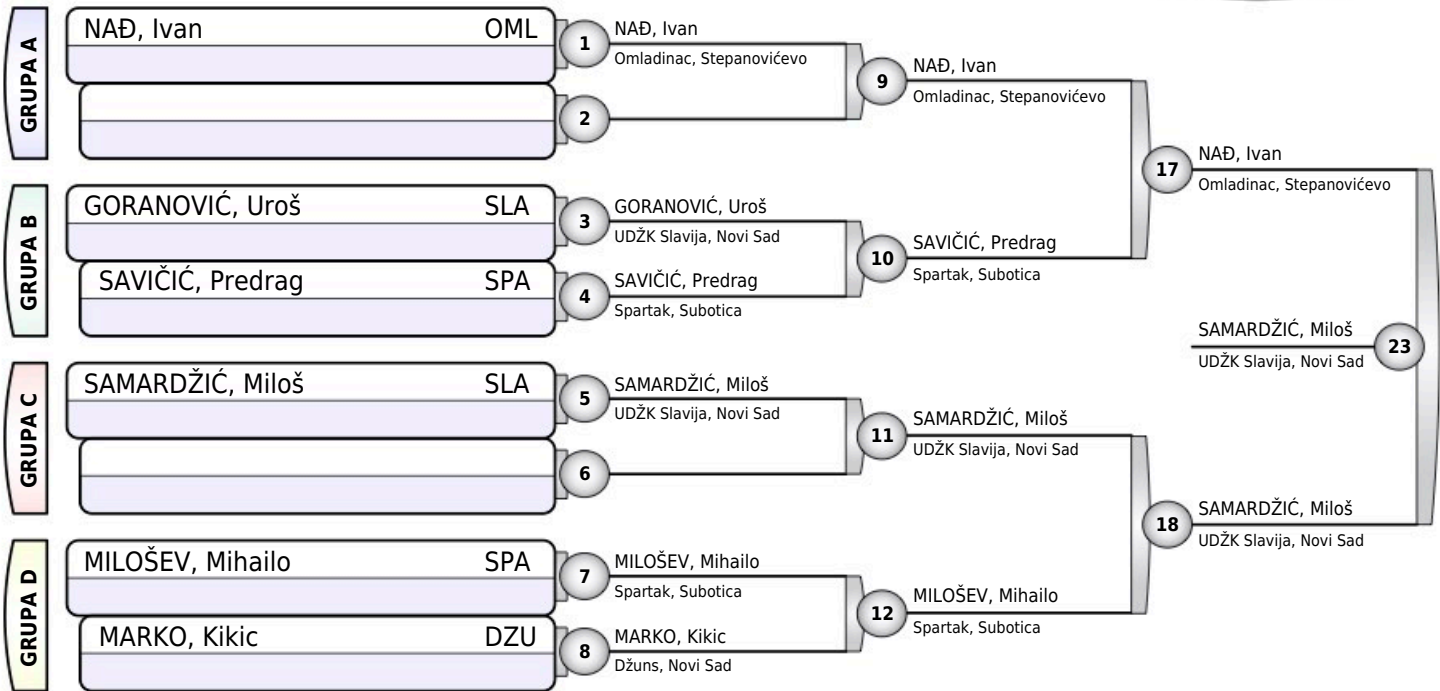 GRUPA A
NAĐ, Ivan OML
1
NAĐ, Ivan
Omladinac, Stepanovićevo
2
9
NAĐ, Ivan
Omladinac, Stepanovićevo
GRUPA B
GORANOVIĆ, Uroš SLA
3
GORANOVIĆ, Uroš
UDŽK Slavija, Novi Sad
SAVIČIĆ, Predrag SPA
4
SAVIČIĆ, Predrag
Spartak, Subotica
10
SAVIČIĆ, Predrag
Spartak, Subotica
17
NAĐ, Ivan
Omladinac, Stepanovićevo
GRUPA C
SAMARDŽIĆ, Miloš SLA
5
SAMARDŽIĆ, Miloš
UDŽK Slavija, Novi Sad
6
11
SAMARDŽIĆ, Miloš
UDŽK Slavija, Novi Sad
GRUPA D
MILOŠEV, Mihailo SPA
7
MILOŠEV, Mihailo
Spartak, Subotica
MARKO, Kikic DZU
8
MARKO, Kikic
Džuns, Novi Sad
12
MILOŠEV, Mihailo
Spartak, Subotica
18
SAMARDŽIĆ, Miloš
UDŽK Slavija, Novi Sad
SAMARDŽIĆ, Miloš
UDŽK Slavija, Novi Sad
23